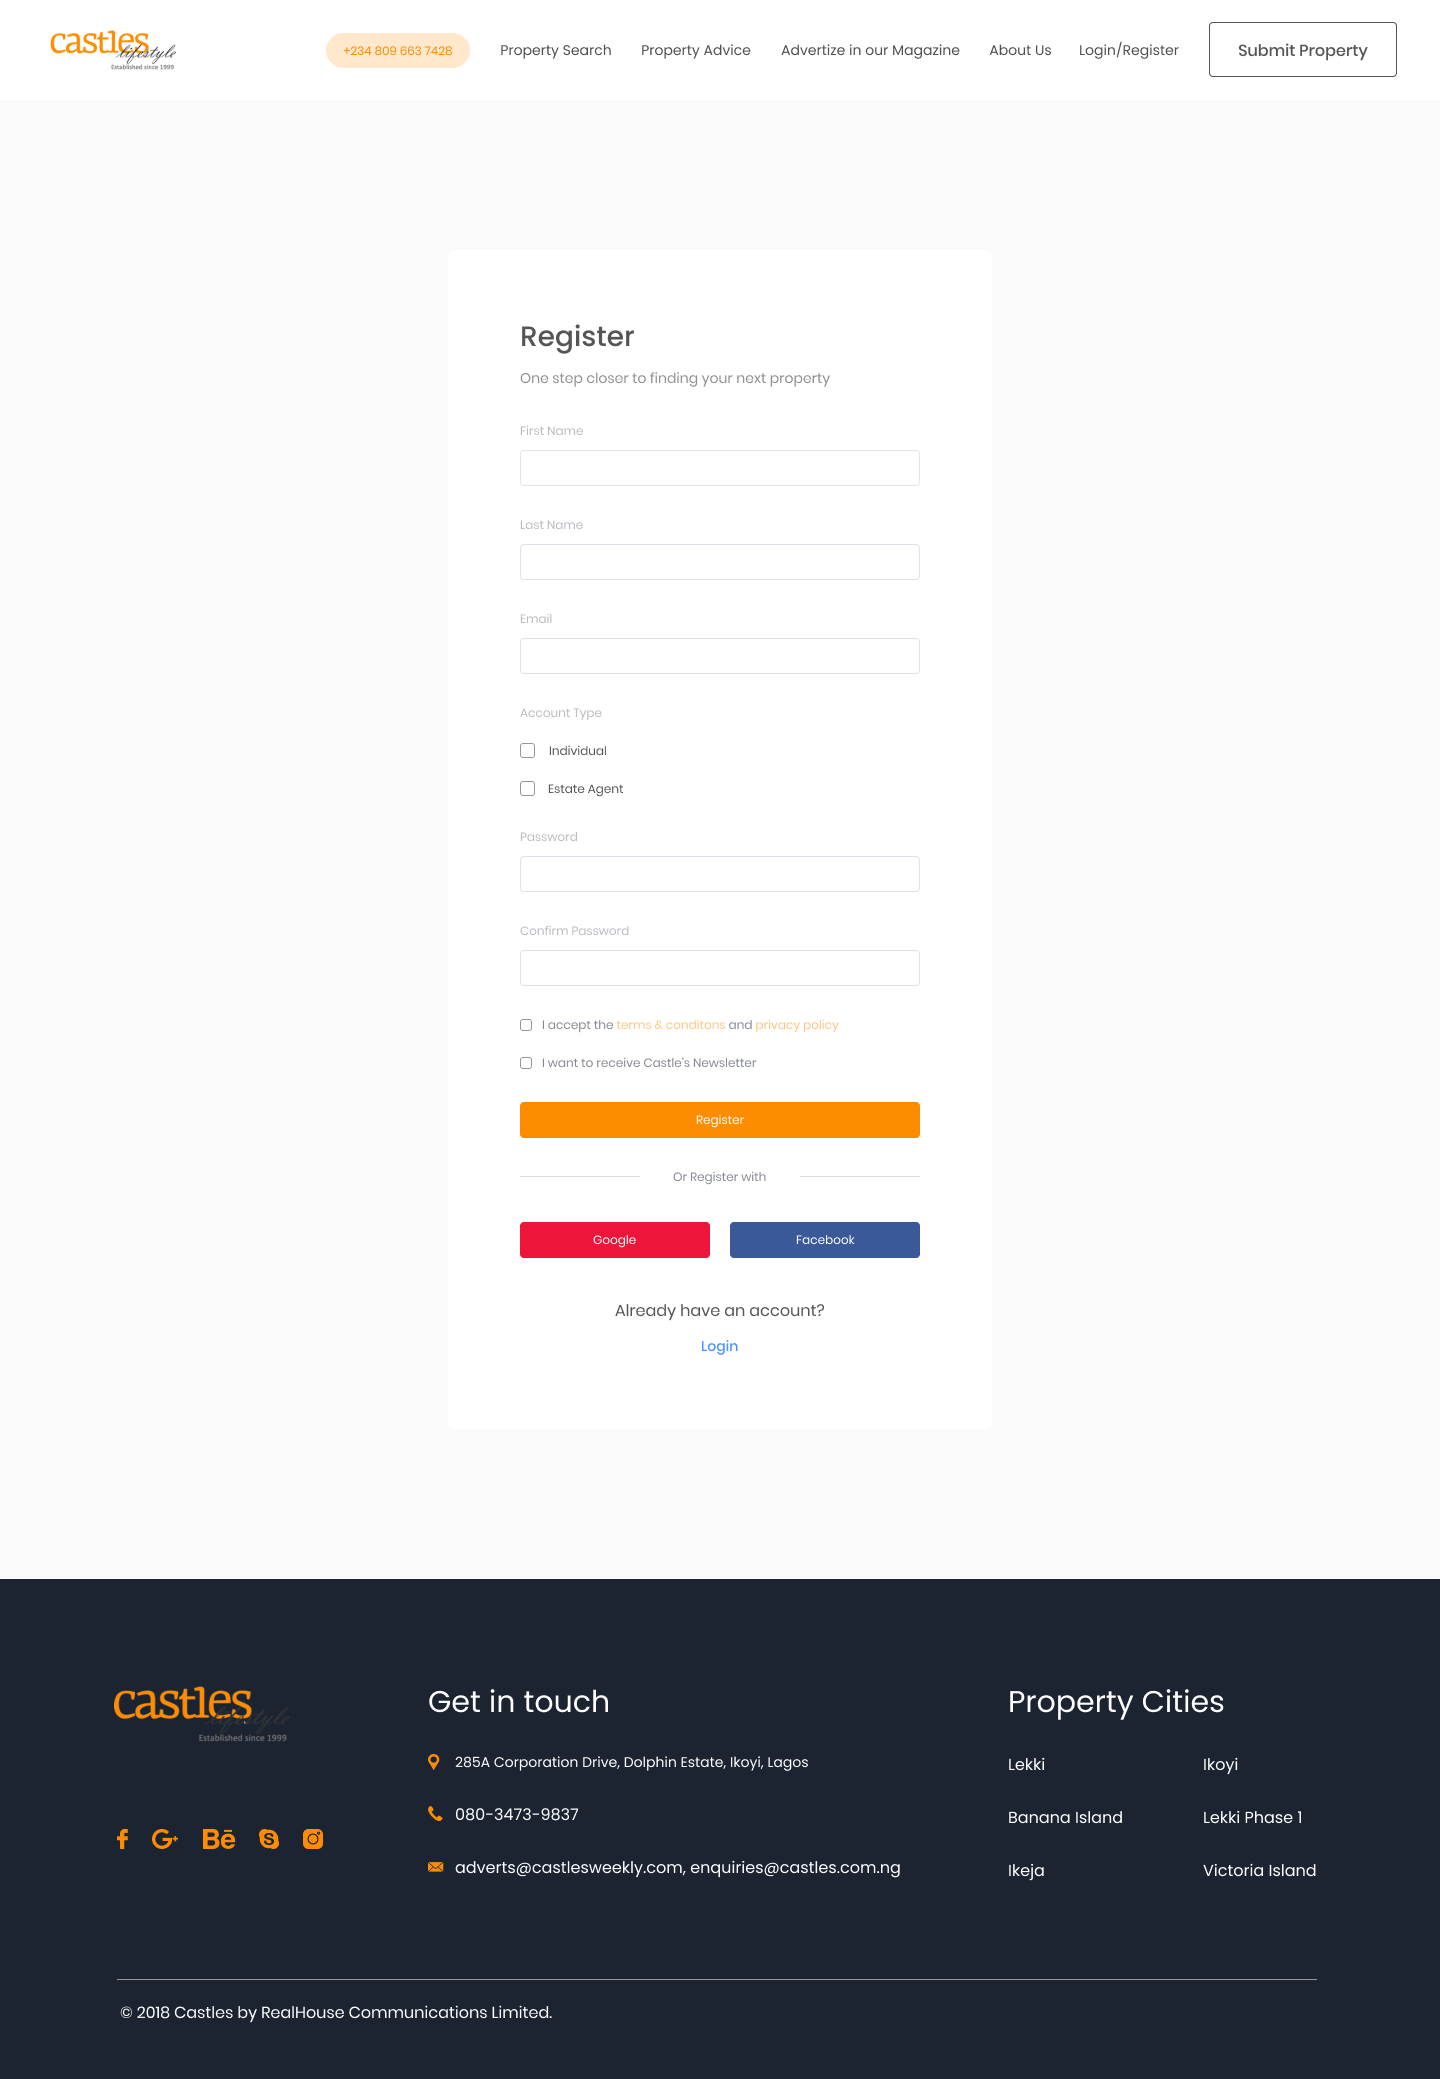 castles
lifestyle
Established since 1999
+234 809 663 7428
Property Search
Property Advice
Advertize in our Magazine
About Us
Login/Register
Submit Property
Register
One step closer to finding your next property
First Name
Last Name
Email
Account Type
Individual
Estate Agent
Password
Confirm Password
I accept the terms & conditons and privacy policy
I want to receive Castle's Newsletter
Register
Or Register with
Google
Facebook
Already have an account?
Login
castles
lifestyle
Established since 1999
Get in touch
285A Corporation Drive, Dolphin Estate, Ikoyi, Lagos
080-3473-9837
adverts@castlesweekly.com, enquiries@castles.com.ng
Property Cities
Lekki
Ikoyi
Banana Island
Lekki Phase 1
Ikeja
Victoria Island
© 2018 Castles by RealHouse Communications Limited.